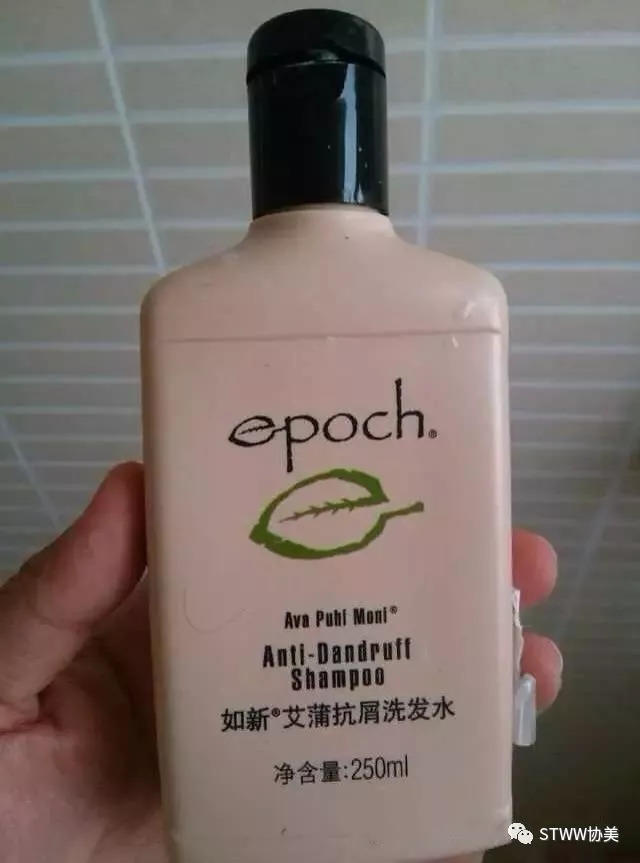 epoch®
Ava Puhi Moni®
Anti-Dandruff
Shampoo
如新®艾蒲抗屑洗发水
净含量:250ml
STWW协美